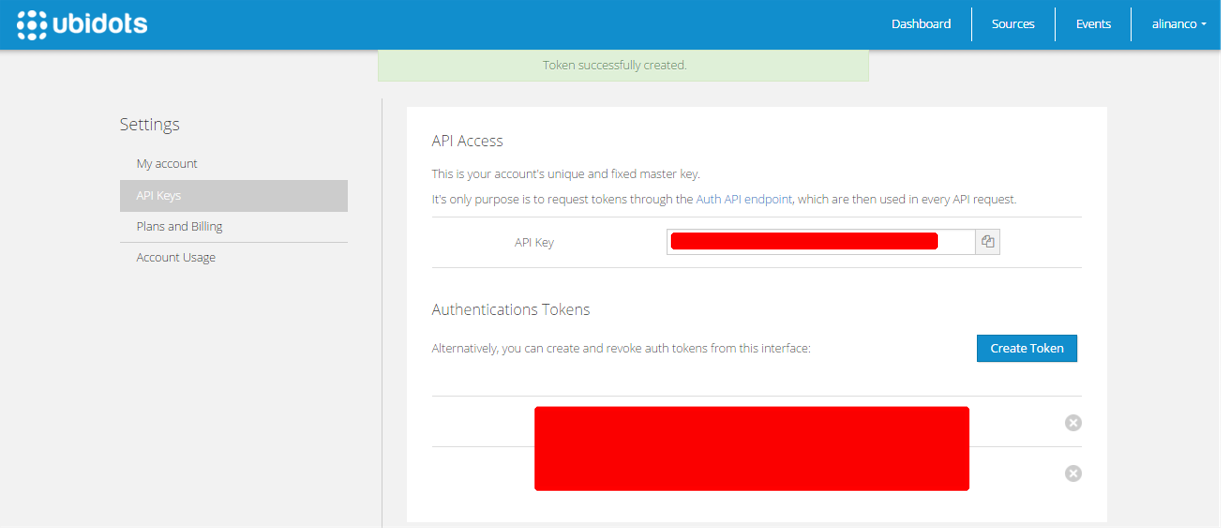 ubidots
Dashboard
Sources
Events
alinanco
Token successfully created.
Settings
My account
API Keys
Plans and Billing
Account Usage
API Access
This is your account's unique and fixed master key.
It's only purpose is to request tokens through the Auth API endpoint, which are then used in every API request.
API Key
Authentications Tokens
Alternatively, you can create and revoke auth tokens from this interface:
Create Token